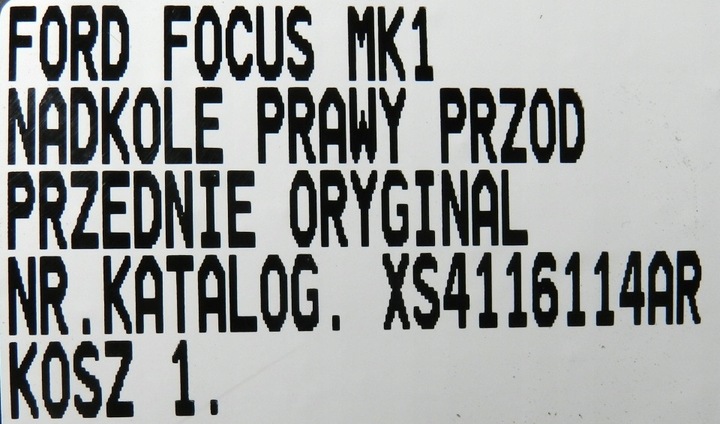 FORD FOCUS MK1
NADKOLE PRAWY PRZOD
PRZEDNIE ORYGINAL
NR.KATALOG. XS4116114AR
KOSZ 1.